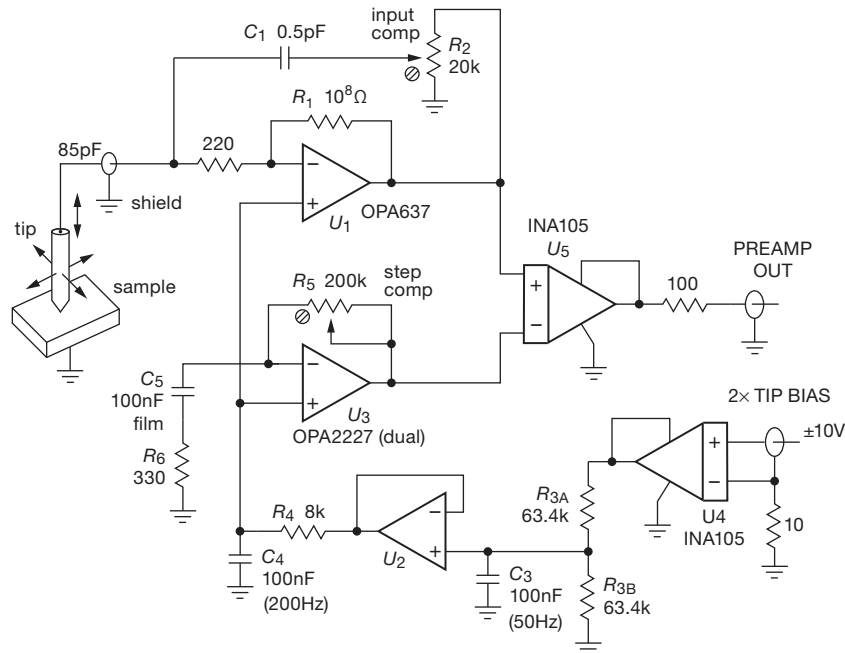 input
comp
C1 0.5pF
R2
20k
R1 10⁸Ω
85pF
220
shield
U1 OPA637
tip
sample
INA105
U5
PREAMP
OUT
R5 200k
step
comp
100
C5
100nF
film
U3
OPA2227 (dual)
2× TIP BIAS
±10V
R6
330
R4 8k
R3A
63.4k
U4
INA105
10
U2
C4
100nF
(200Hz)
C3
100nF
(50Hz)
R3B
63.4k